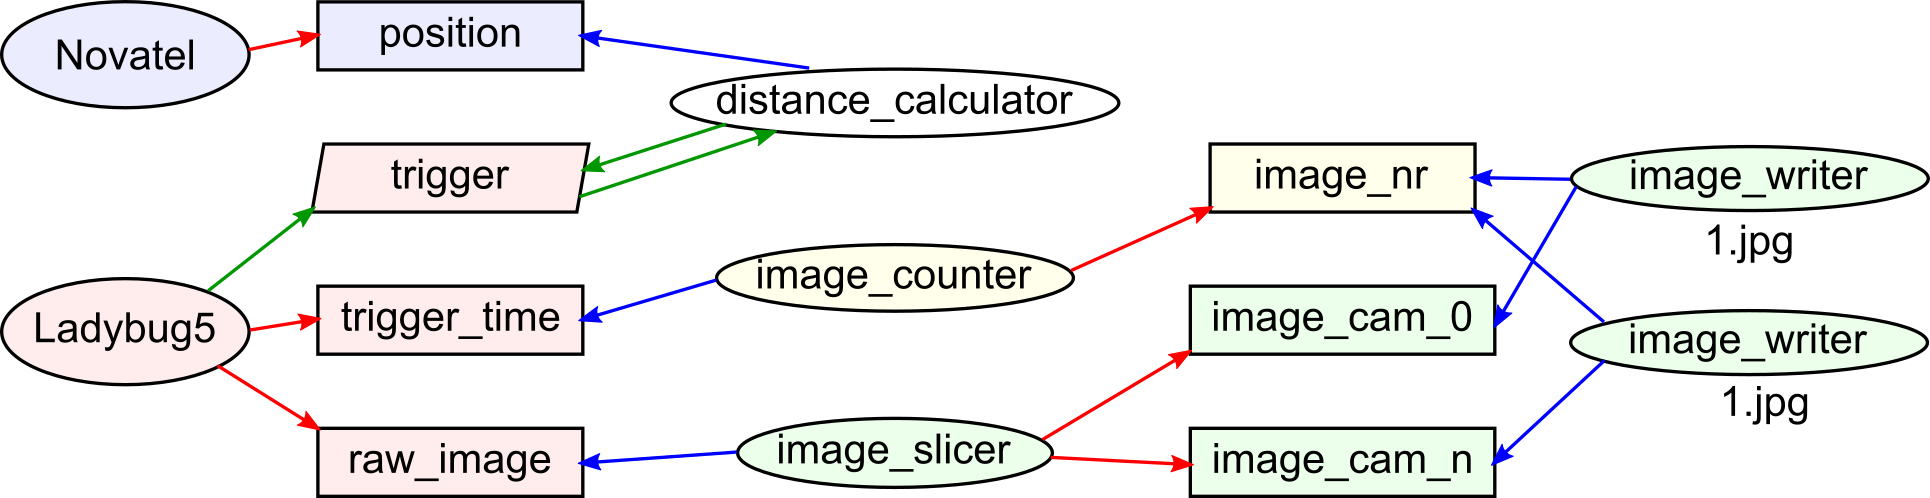 Novatel
position
distance_calculator
trigger
image_nr
image_writer
1.jpg
image_counter
Ladybug5
trigger_time
image_cam_0
image_writer
1.jpg
raw_image
image_slicer
image_cam_n